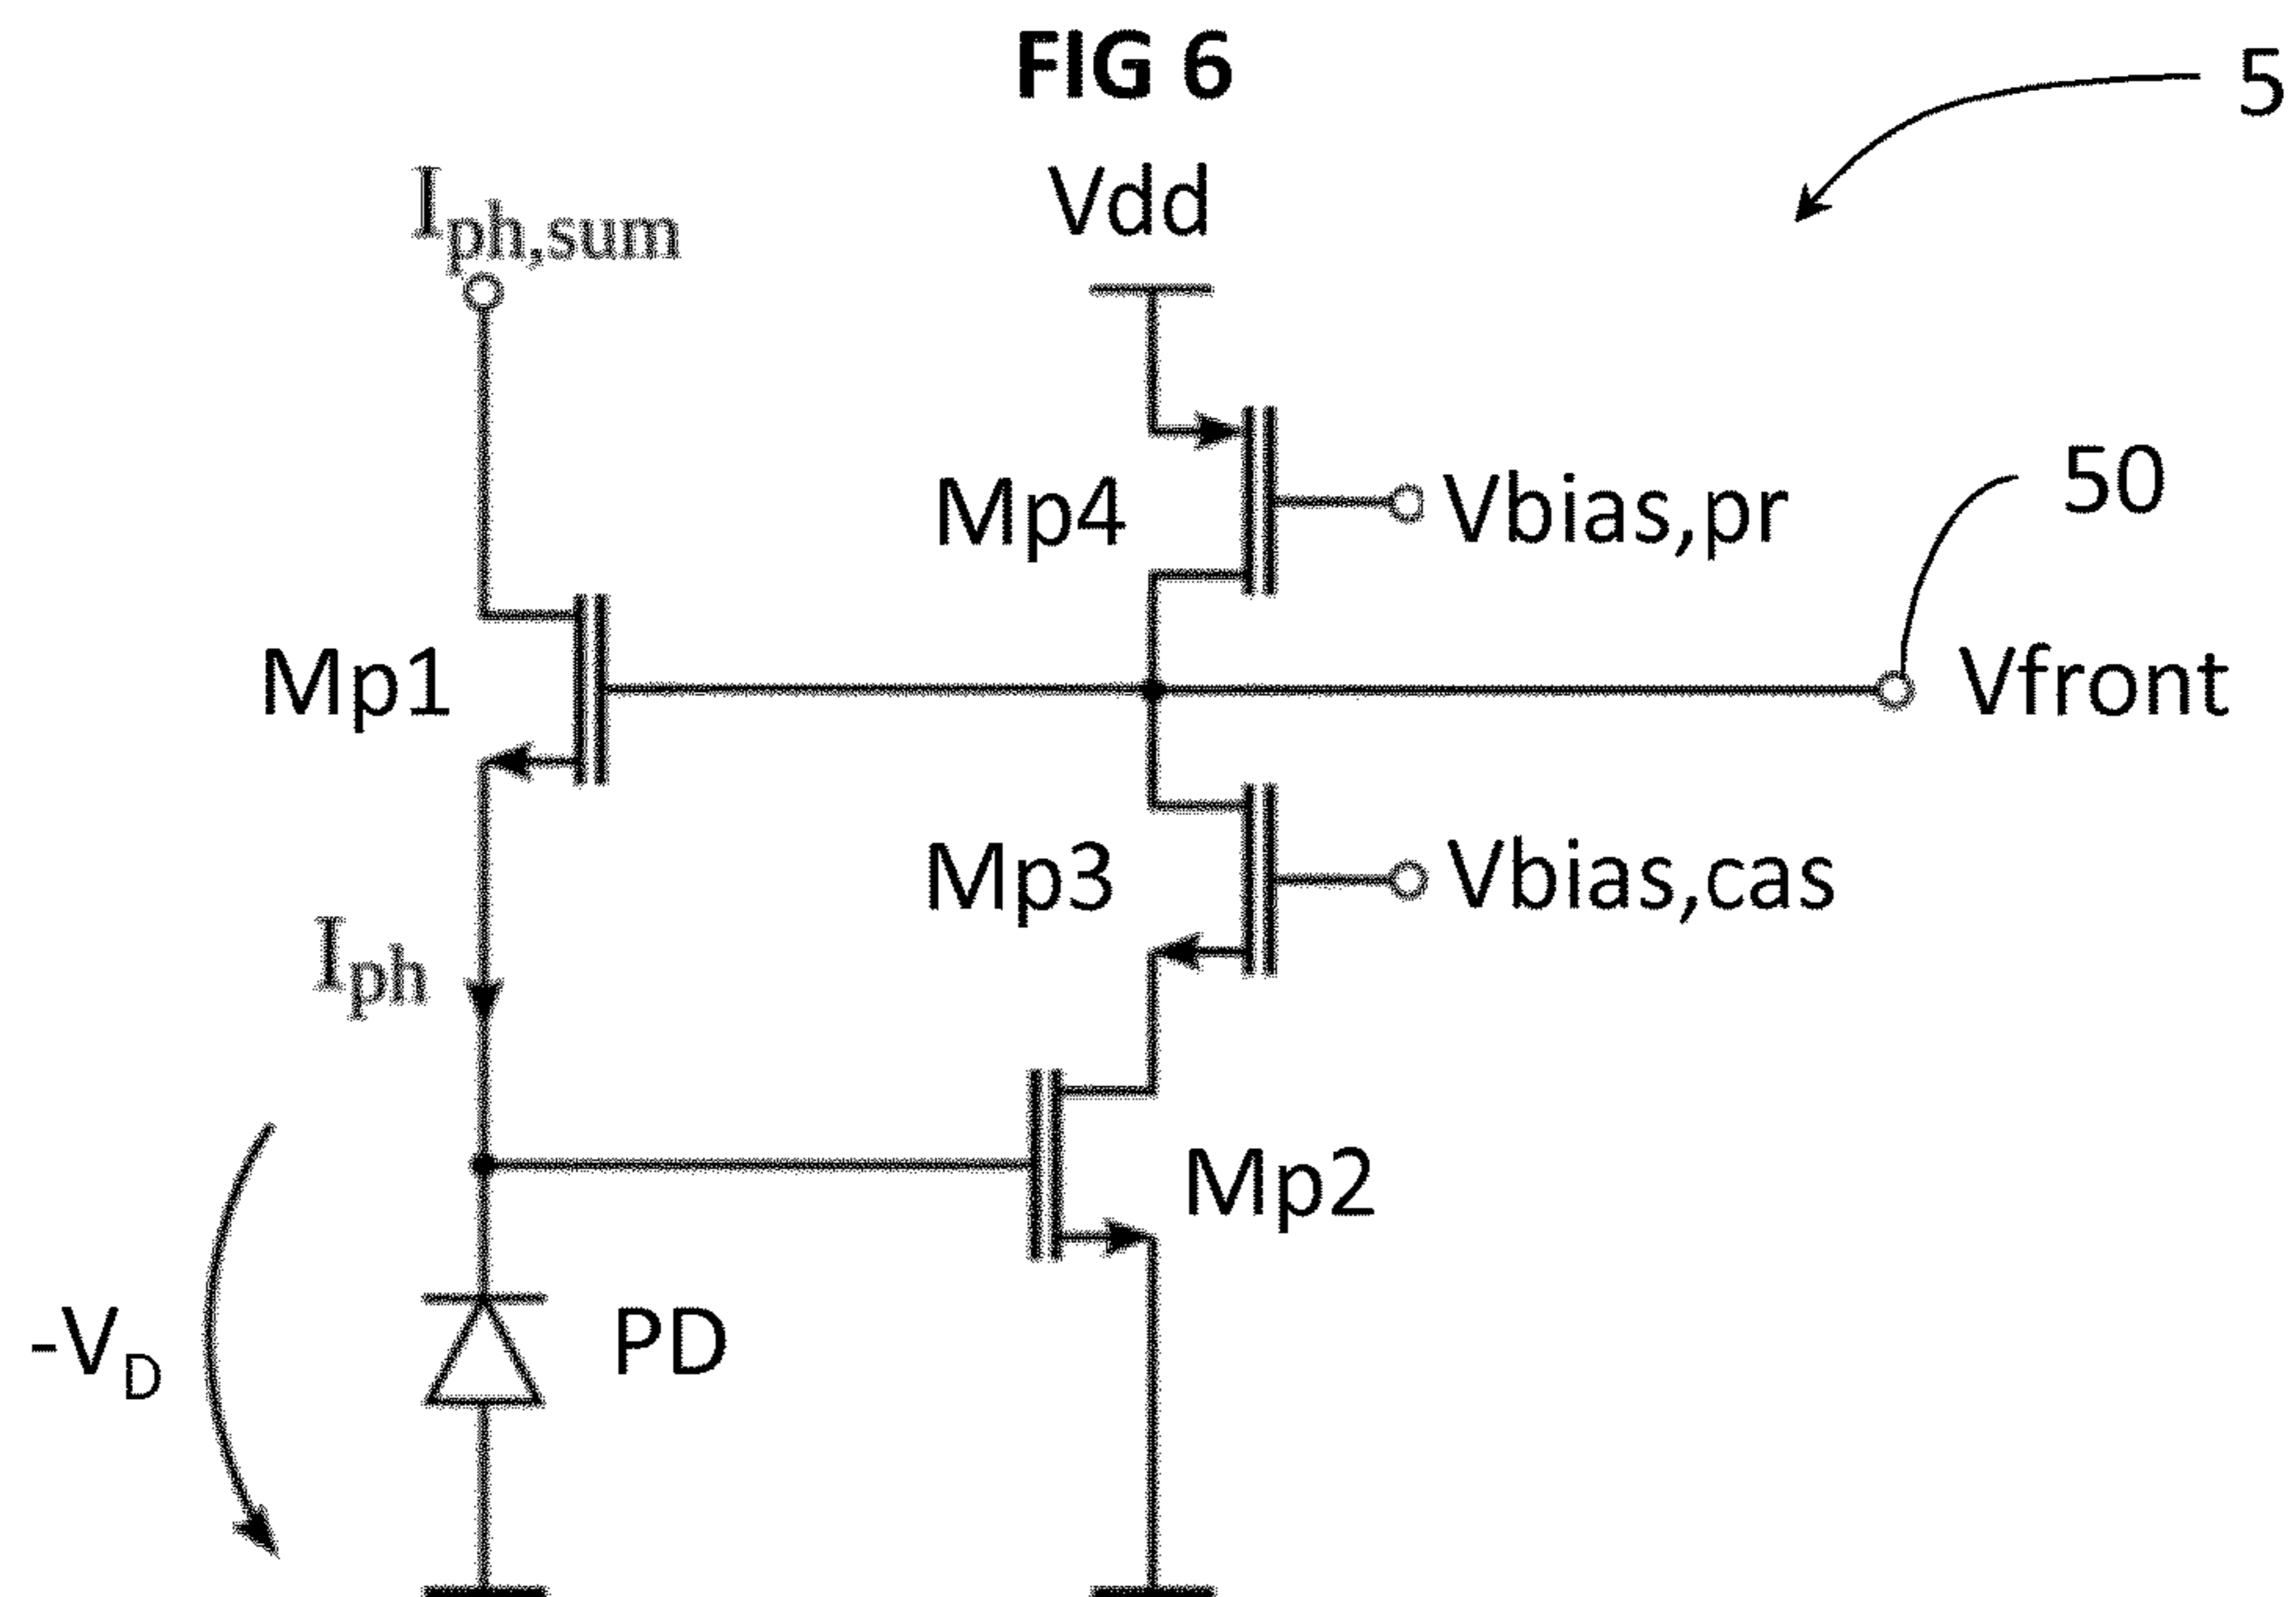 FIG 6
5
Iph,sum
Vdd
Mp4
Vbias,pr
50
Mp1
Vfront
Mp3
Vbias,cas
Iph
Mp2
-VD
PD